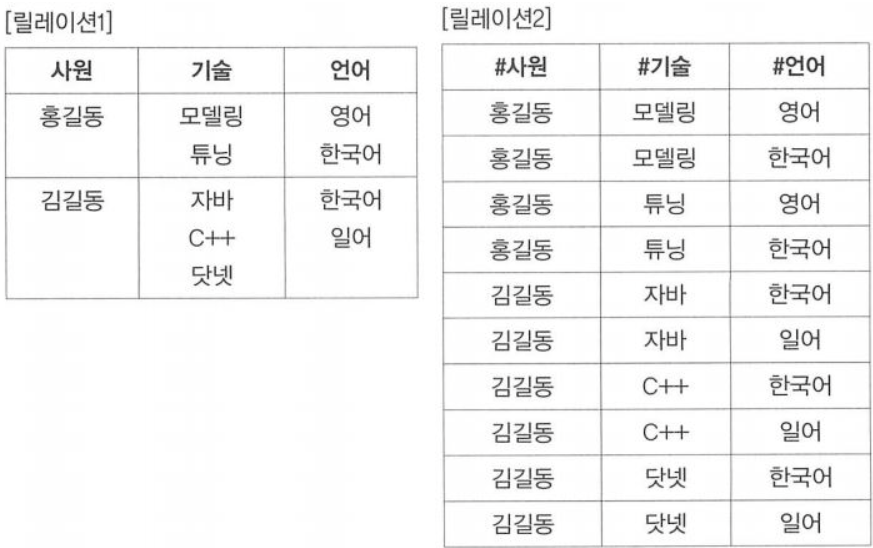 [릴레이션1]
사원 기술 언어
홍길동 모델링 영어
튜닝 한국어
김길동 자바 한국어
C++ 일어
닷넷
[릴레이션2]
#사원 #기술 #언어
홍길동 모델링 영어
홍길동 모델링 한국어
홍길동 튜닝 영어
홍길동 튜닝 한국어
김길동 자바 한국어
김길동 자바 일어
김길동 C++ 한국어
김길동 C++ 일어
김길동 닷넷 한국어
김길동 닷넷 일어